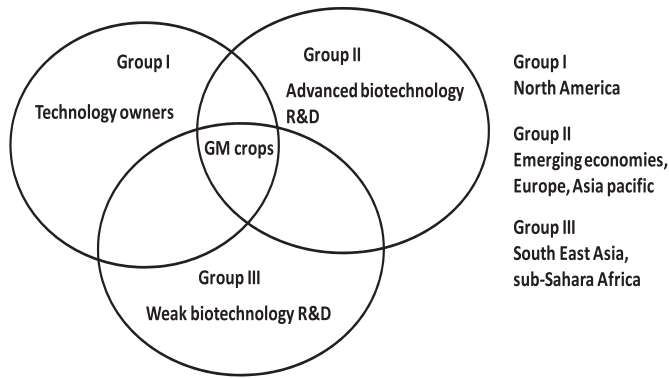 Group I
Technology owners
Group II
Advanced biotechnology
R&D
GM crops
Group III
Weak biotechnology R&D
Group I
North America
Group II
Emerging economies,
Europe, Asia pacific
Group III
South East Asia,
sub-Sahara Africa